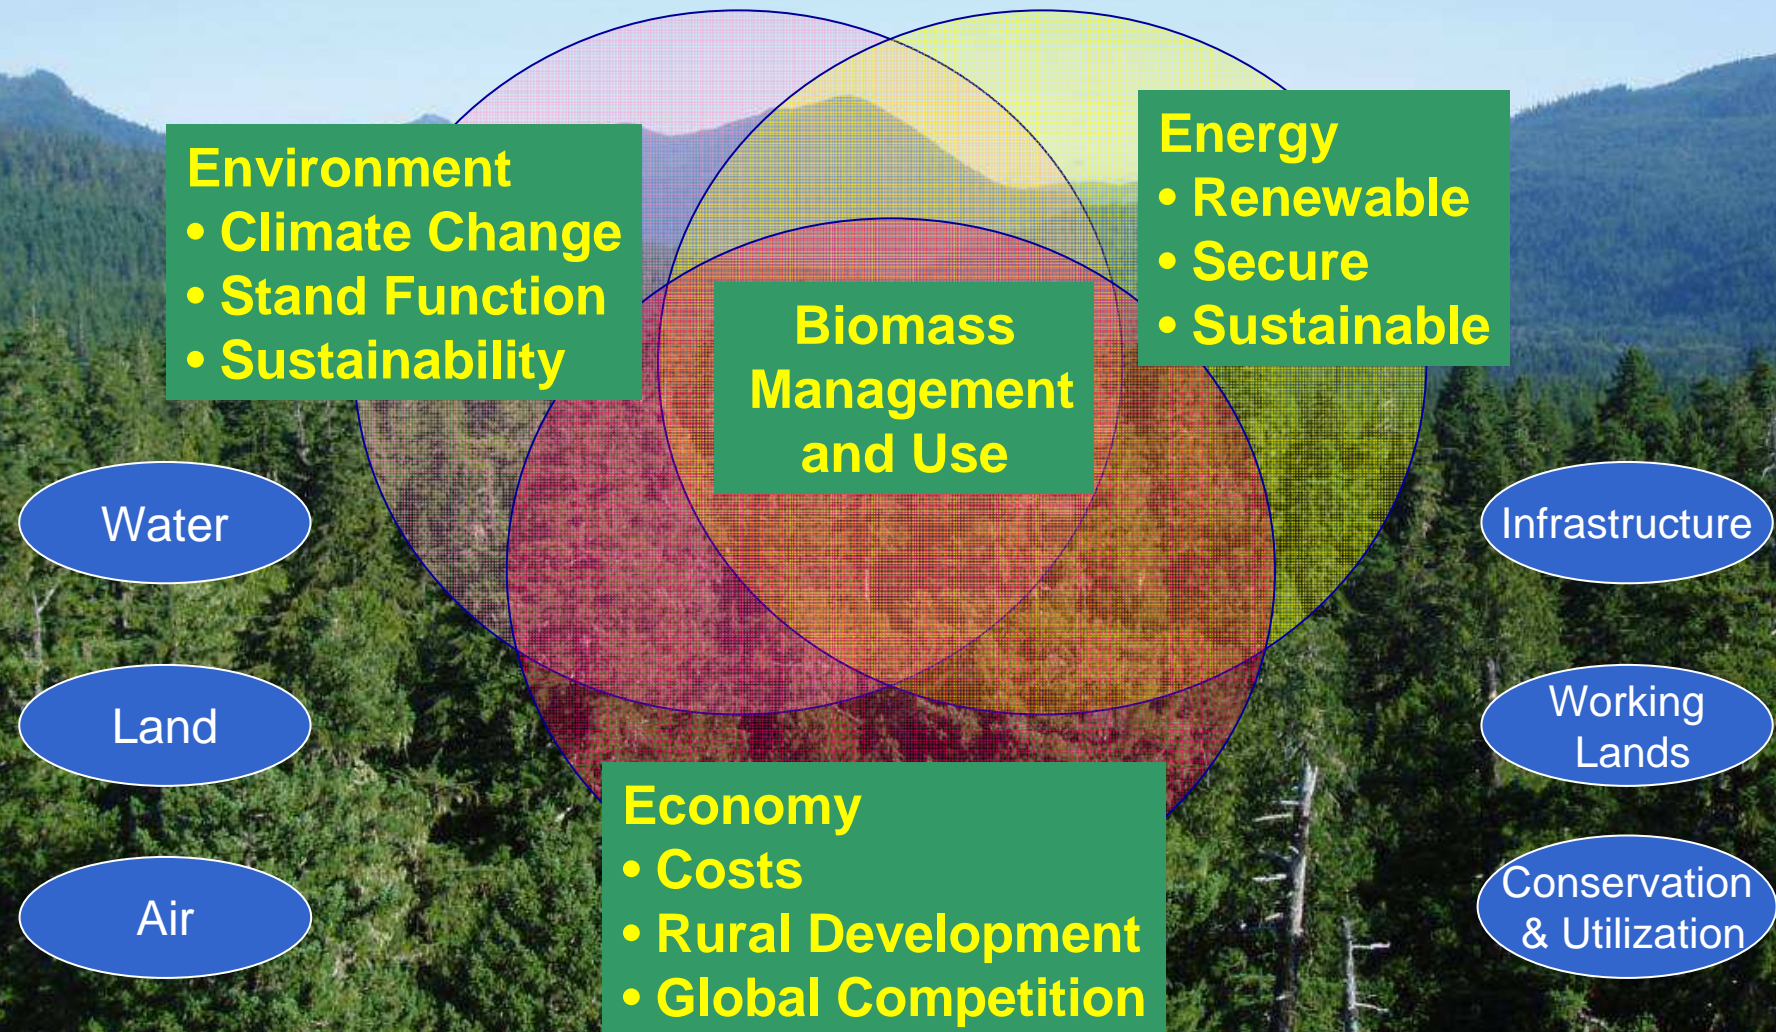 Environment
• Climate Change
• Stand Function
• Sustainability
Energy
• Renewable
• Secure
• Sustainable
Biomass
Management
and Use
Water
Land
Air
Infrastructure
Working
Lands
Conservation
& Utilization
Economy
• Costs
• Rural Development
• Global Competition